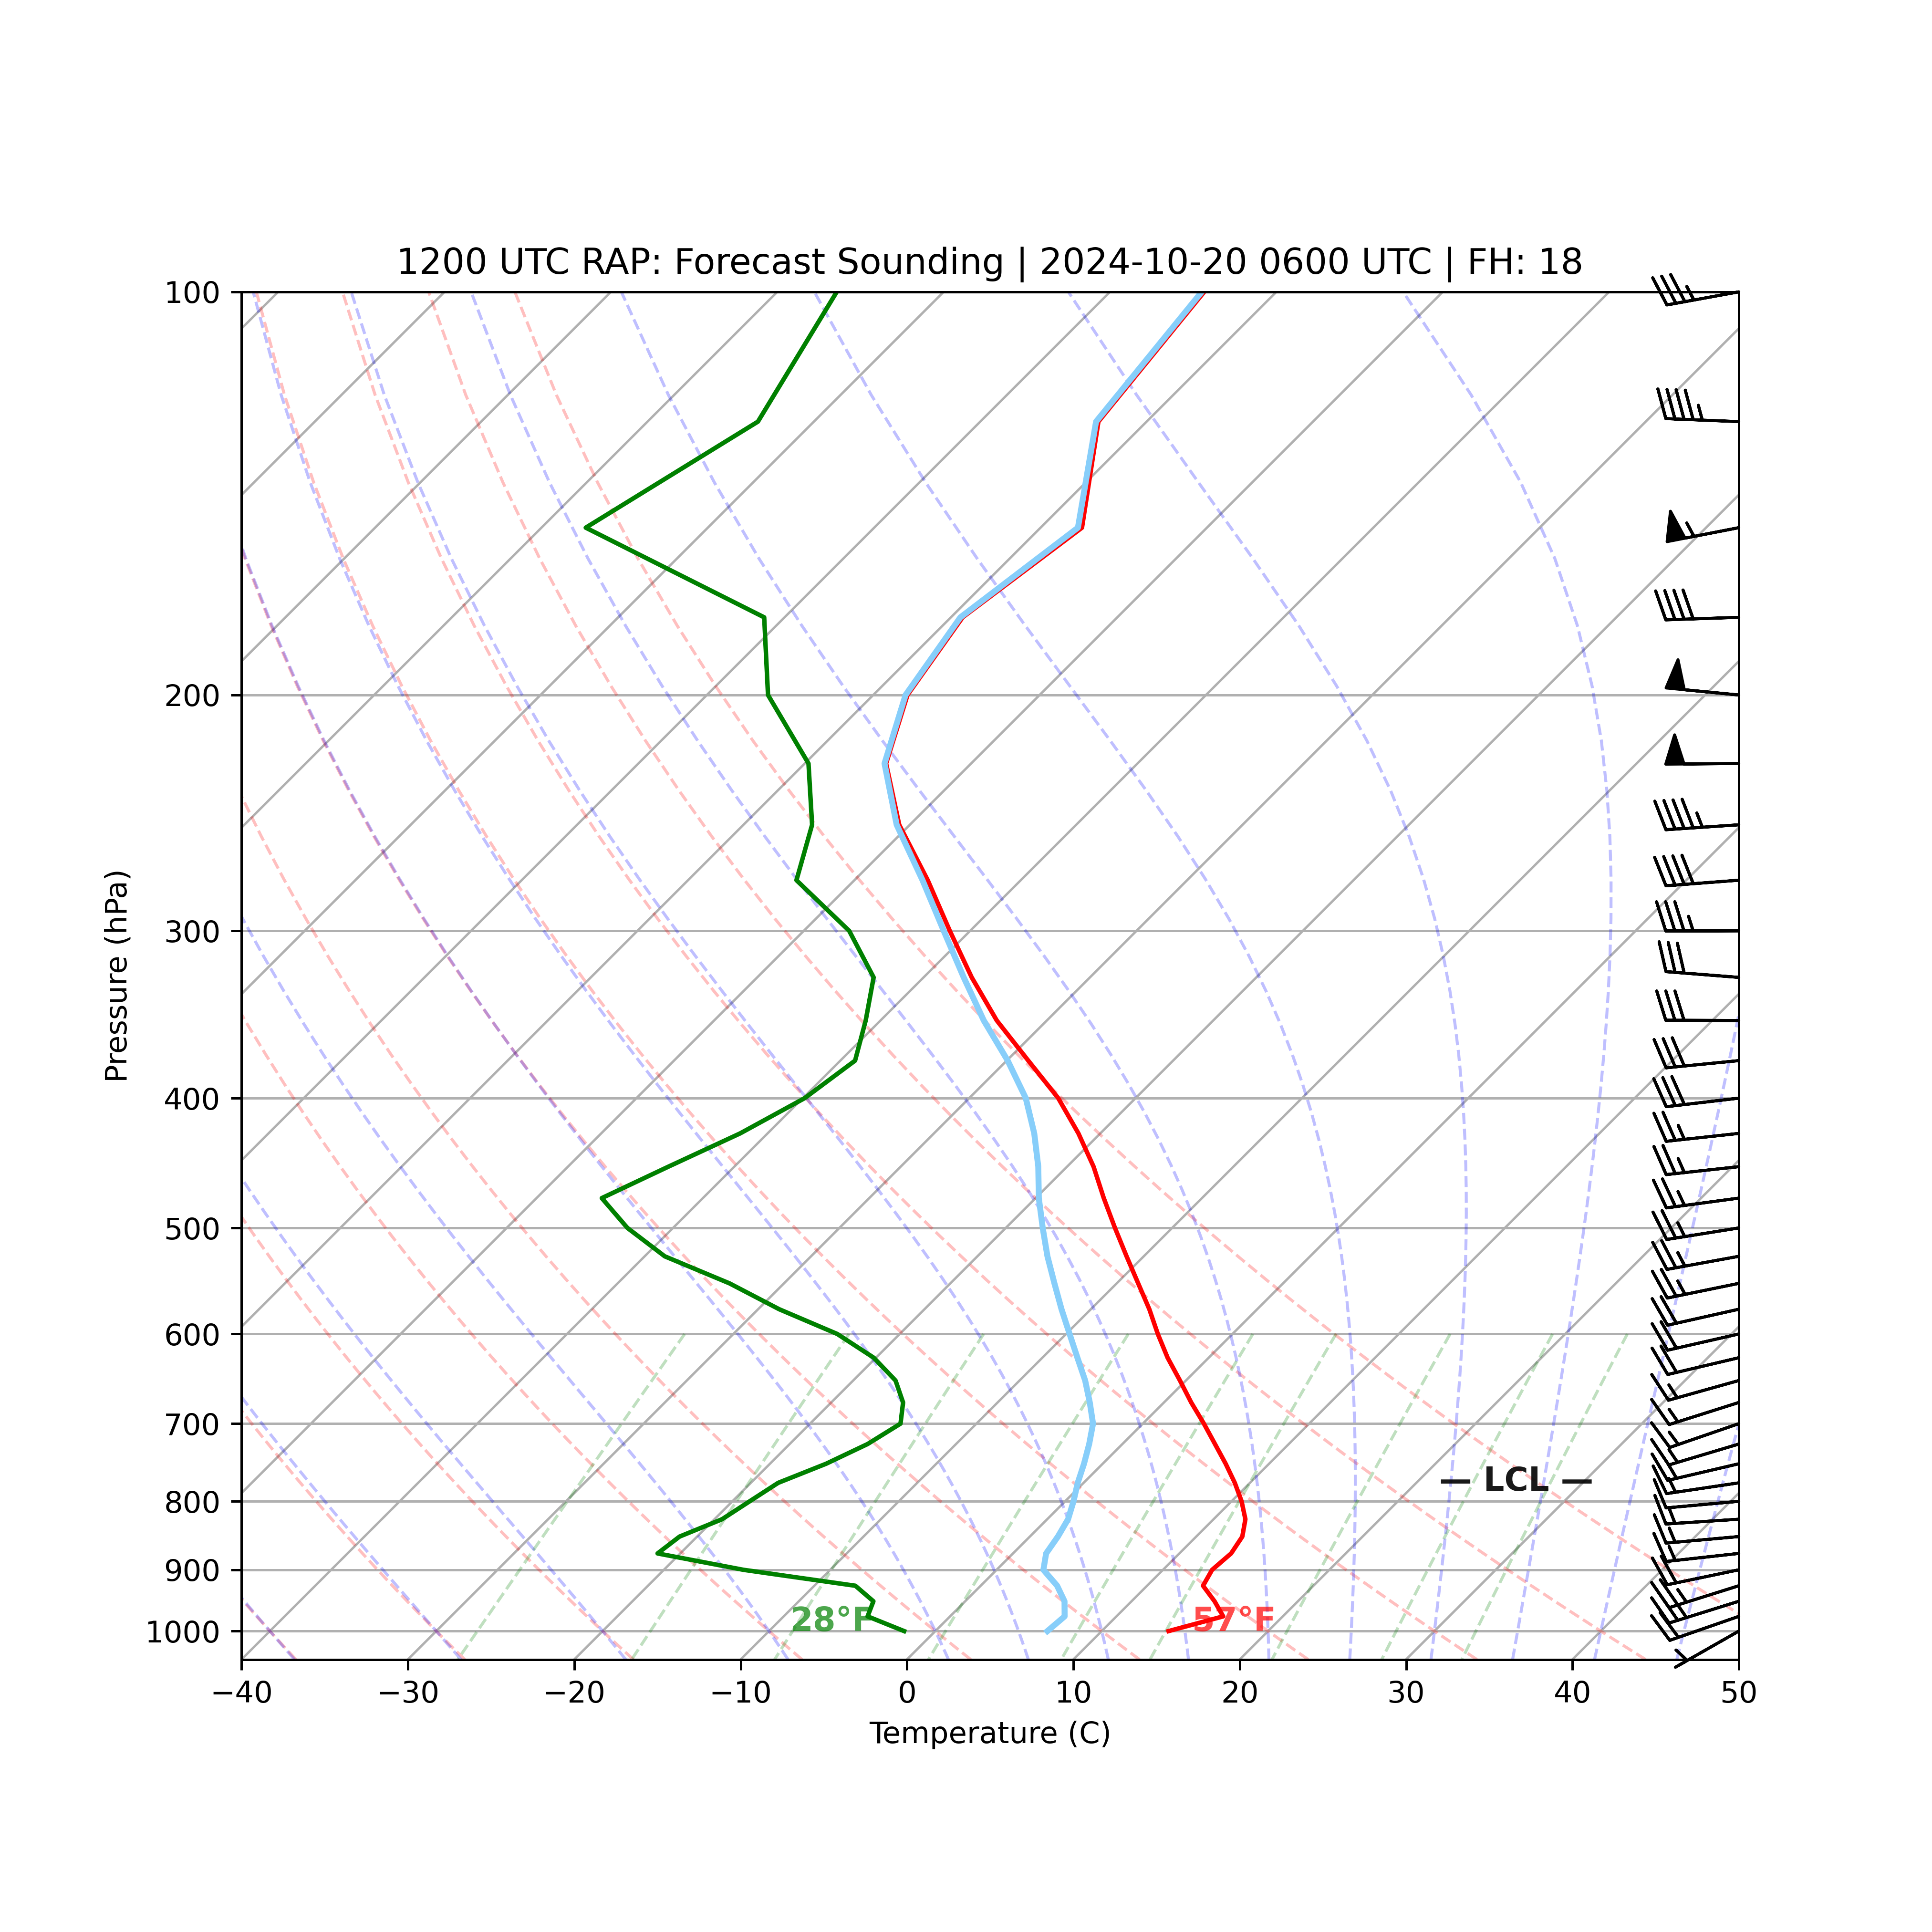 1200 UTC RAP: Forecast Sounding | 2024-10-20 0600 UTC | FH: 18
100
200
300
400
500
600
700
800
900
1000
Pressure (hPa)
— LCL —
28°F
57°F
−40 −30 −20 −10 0 10 20 30 40 50
Temperature (C)